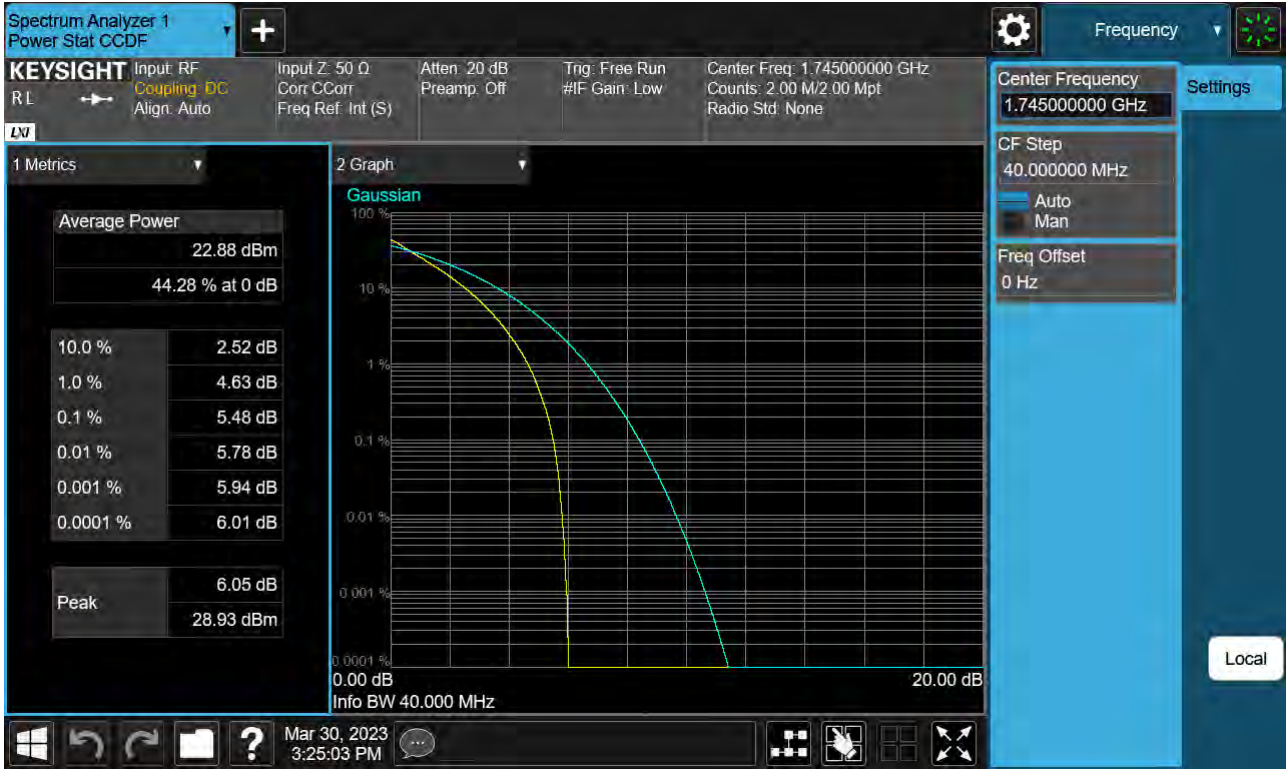 Spectrum Analyzer 1
Power Stat CCDF
Frequency
KEYSIGHT
R L
LXI
Input: RF
Coupling: DC
Align: Auto
Input Z: 50 Ω
Corr CCorr
Freq Ref: Int (S)
Atten: 20 dB
Preamp: Off
Trig: Free Run
#IF Gain: Low
Center Freq: 1.745000000 GHz
Counts: 2.00 M/2.00 Mpt
Radio Std: None
1 Metrics
Average Power
22.88 dBm
44.28 % at 0 dB
10.0 % 2.52 dB
1.0 % 4.63 dB
0.1 % 5.48 dB
0.01 % 5.78 dB
0.001 % 5.94 dB
0.0001 % 6.01 dB
Peak
6.05 dB
28.93 dBm
2 Graph
Gaussian
100 %
10 %
1 %
0.1 %
0.01 %
0.001 %
0.0001 %
0.00 dB 20.00 dB
Info BW 40.000 MHz
Center Frequency
1.745000000 GHz
CF Step
40.000000 MHz
Auto
Man
Freq Offset
0 Hz
Settings
Local
?
Mar 30, 2023
3:25:03 PM